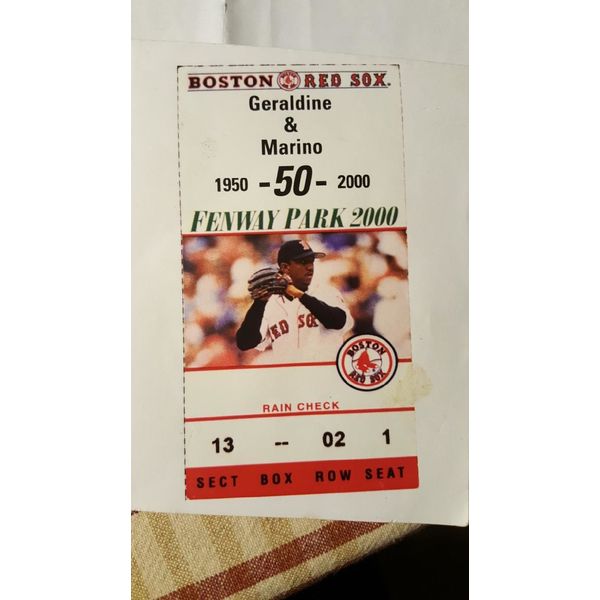 BOSTON RED SOX
Geraldine
&
Marino
1950 -50- 2000
FENWAY PARK 2000
RED SOX
BOSTON
RED SOX
RAIN CHECK
13 -- 02 1
SECT BOX ROW SEAT